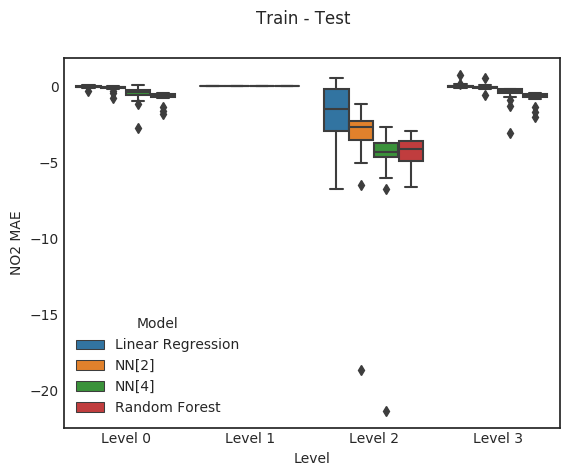 Train - Test
NO2 MAE
0
−5
−10
−15
−20
Model
Linear Regression
NN[2]
NN[4]
Random Forest
Level 0
Level 1
Level 2
Level 3
Level